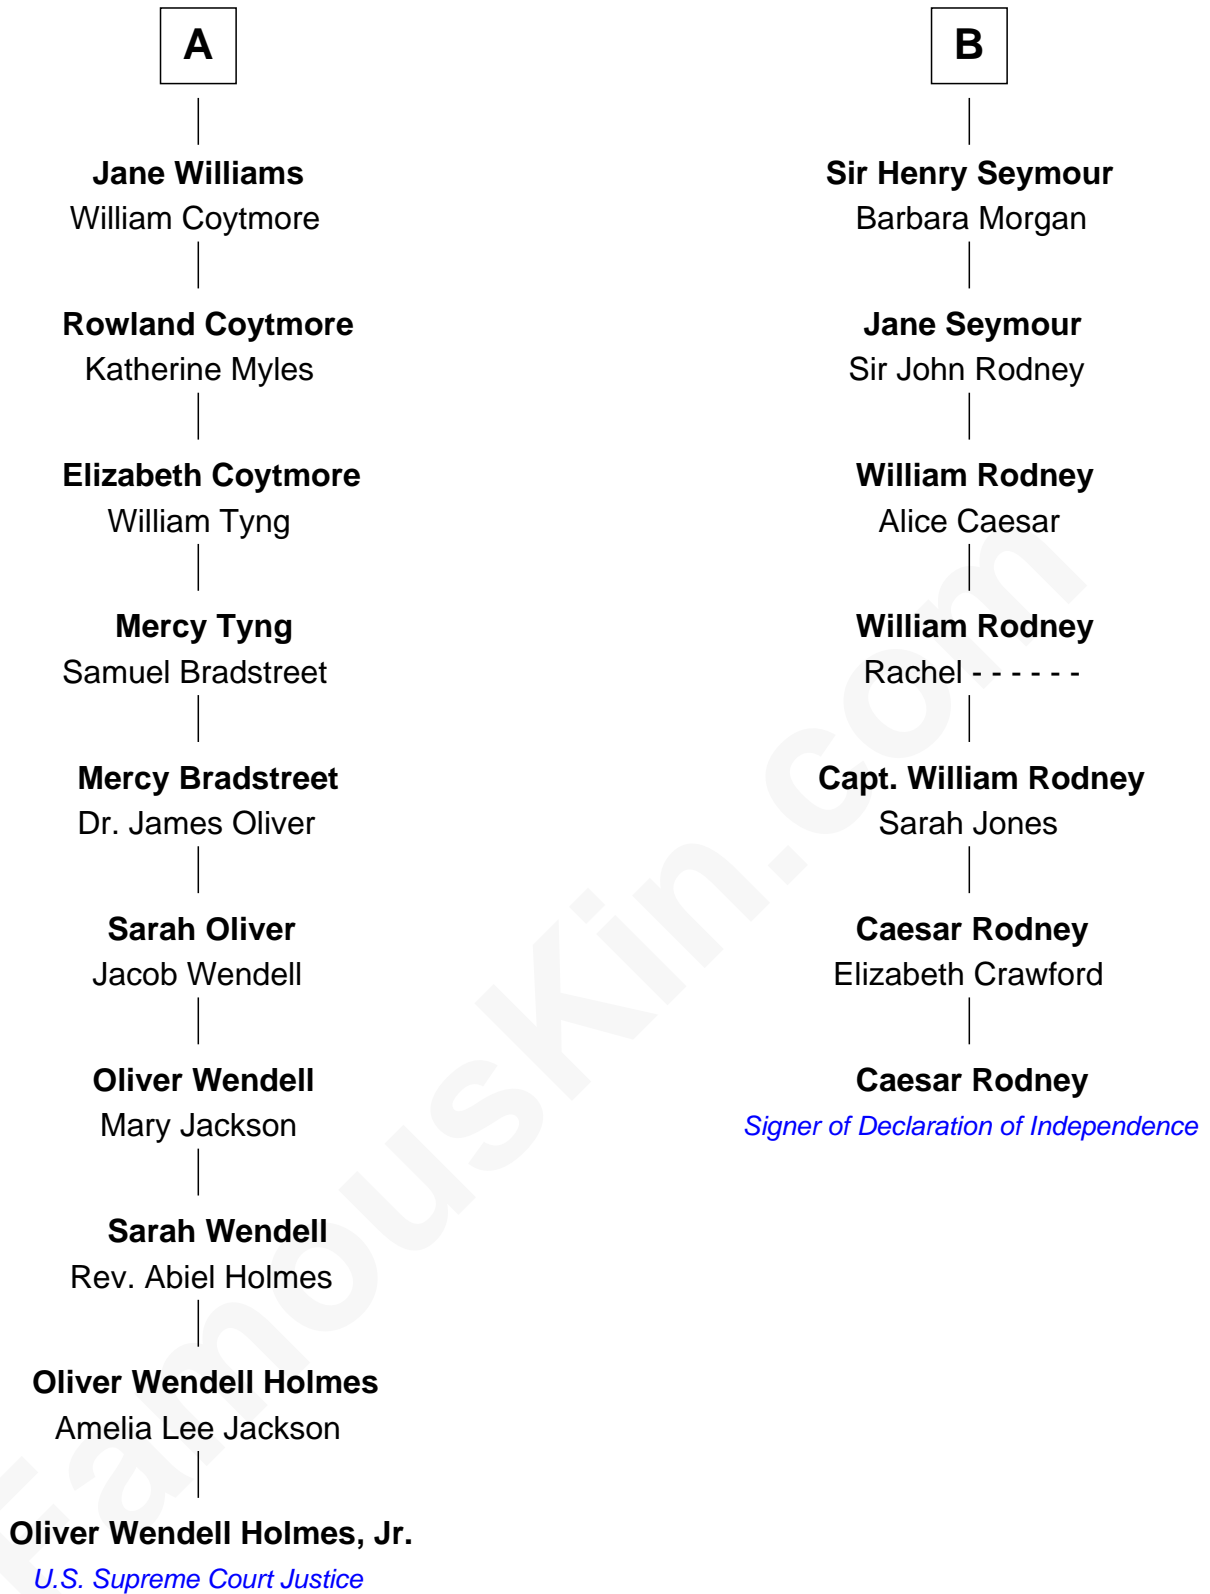 A
Jane Williams
William Coytmore
Rowland Coytmore
Katherine Myles
Elizabeth Coytmore
William Tyng
Mercy Tyng
Samuel Bradstreet
Mercy Bradstreet
Dr. James Oliver
Sarah Oliver
Jacob Wendell
Oliver Wendell
Mary Jackson
Sarah Wendell
Rev. Abiel Holmes
Oliver Wendell Holmes
Amelia Lee Jackson
Oliver Wendell Holmes, Jr.
U.S. Supreme Court Justice
B
Sir Henry Seymour
Barbara Morgan
Jane Seymour
Sir John Rodney
William Rodney
Alice Caesar
William Rodney
Rachel - - - - - -
Capt. William Rodney
Sarah Jones
Caesar Rodney
Elizabeth Crawford
Caesar Rodney
Signer of Declaration of Independence
FamousKin.com